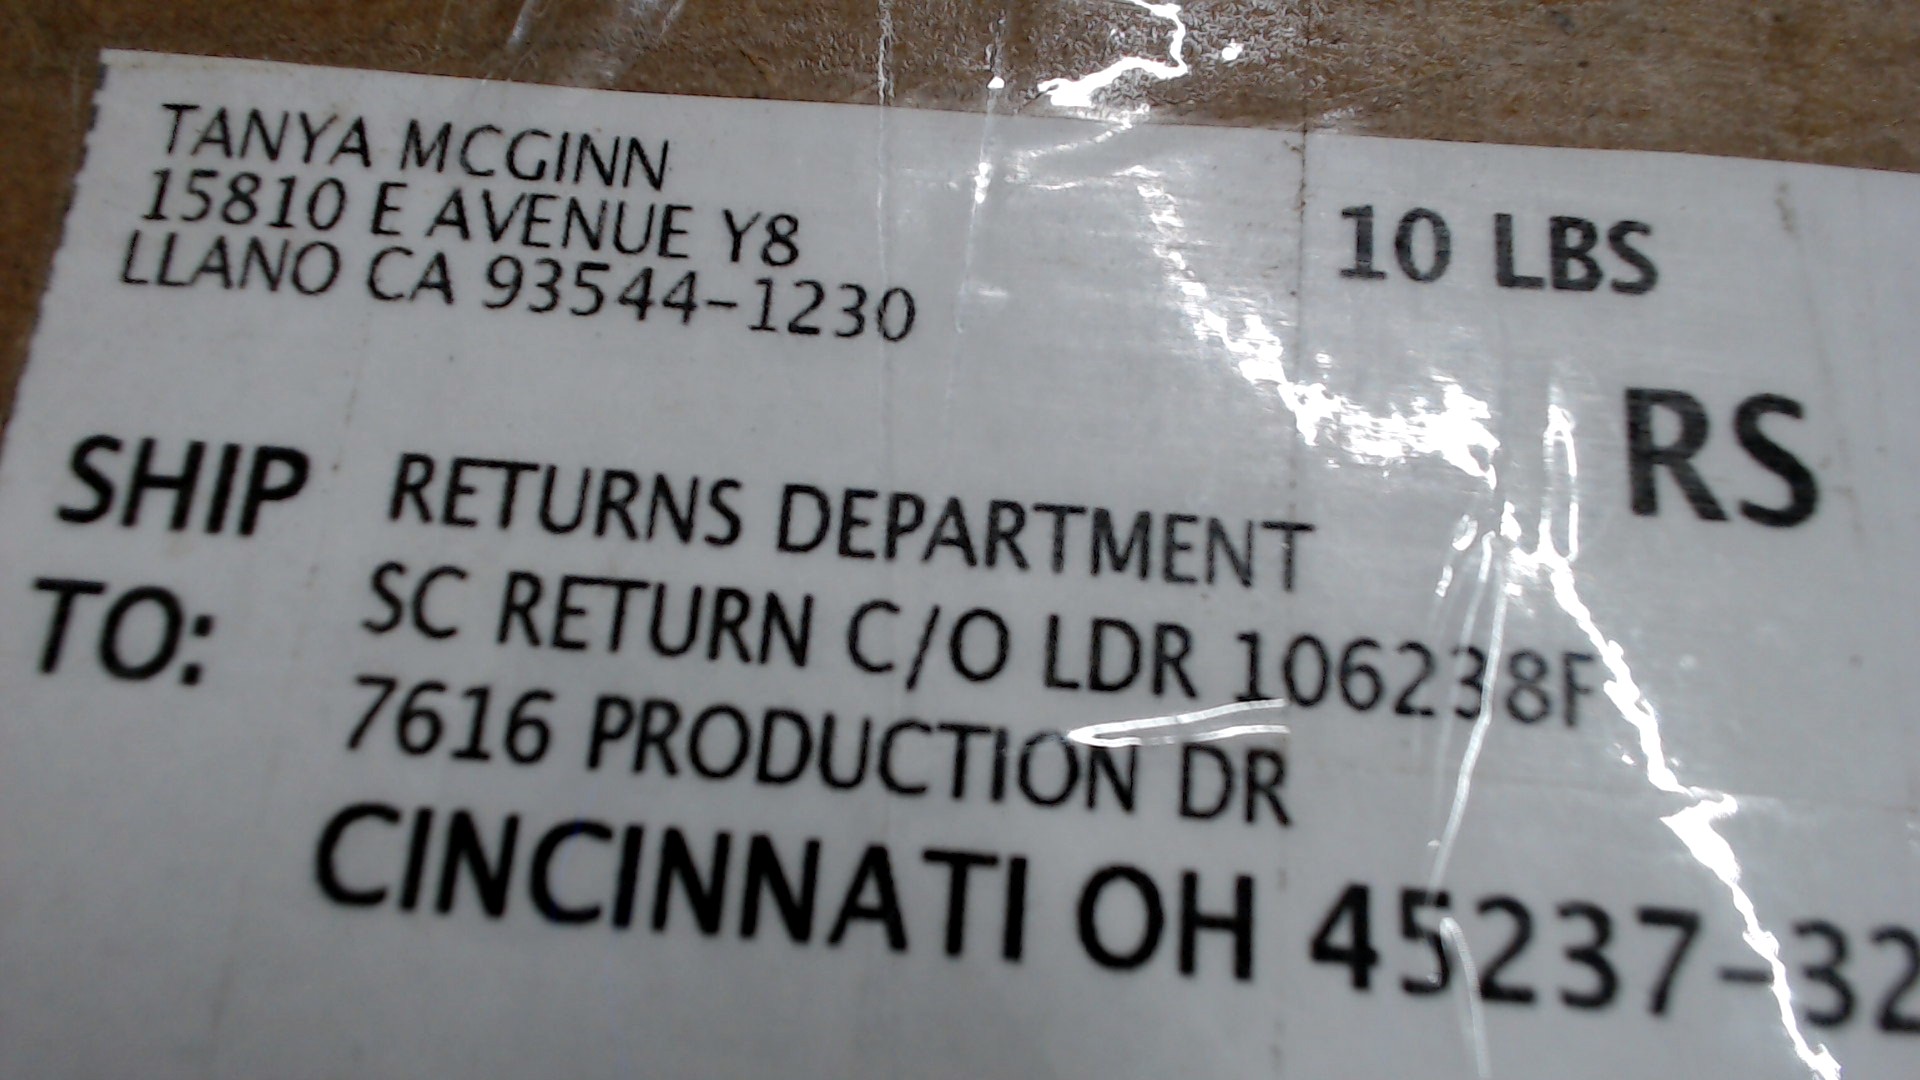 TANYA MCGINN
15810 E AVENUE Y8
LLANO CA 93544-1230
10 LBS
RS
SHIP TO:
RETURNS DEPARTMENT
SC RETURN C/O LDR 106238F
7616 PRODUCTION DR
CINCINNATI OH 45237-32